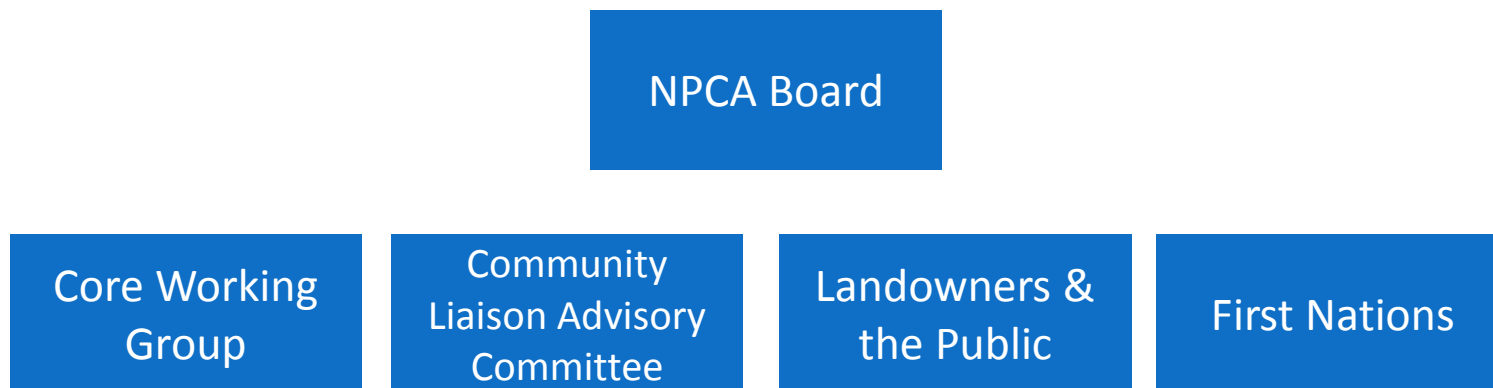 NPCA Board
Core Working
Group
Community
Liaison Advisory
Committee
Landowners &
the Public
First Nations